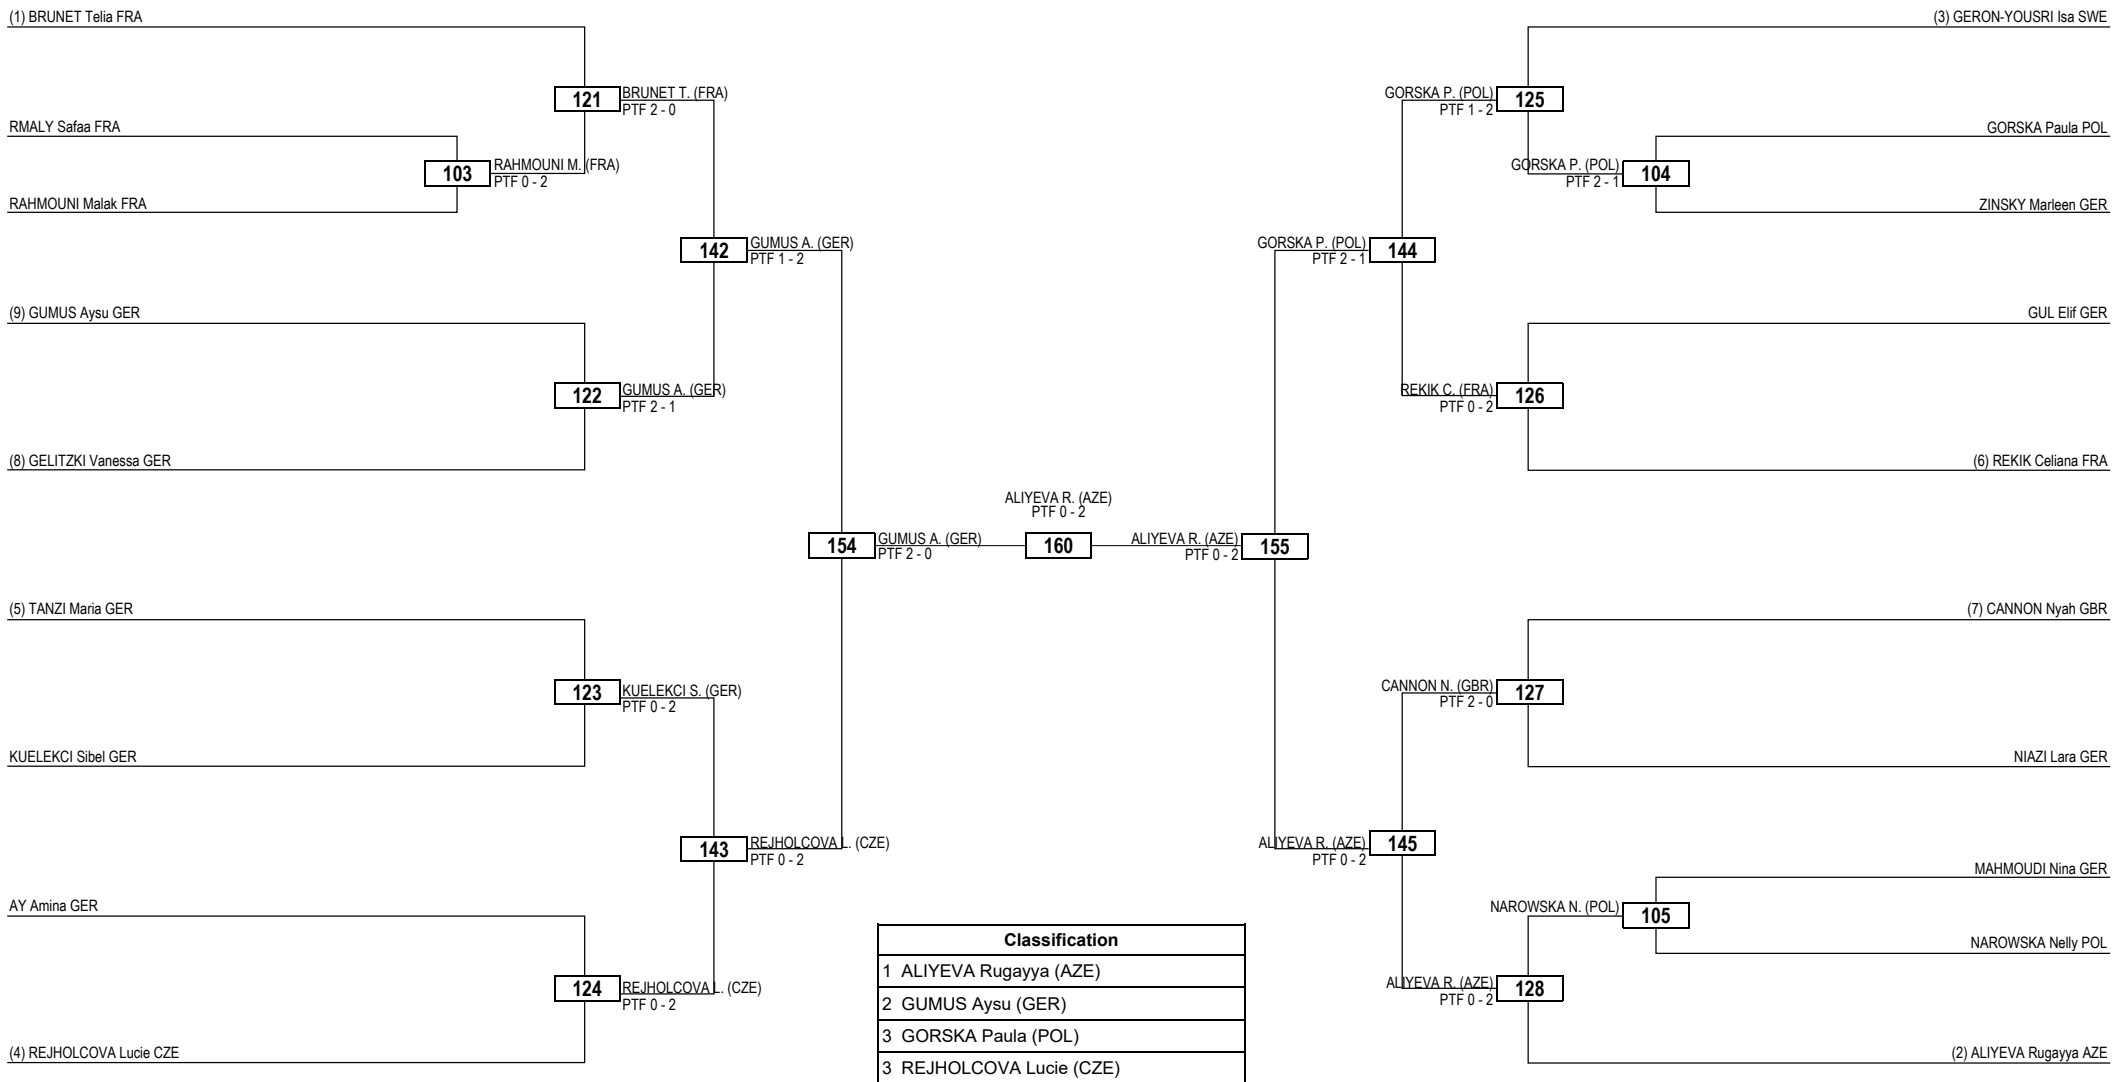 (1) BRUNET Telia FRA
(3) GERON-YOUSRI Isa SWE
121
BRUNET T. (FRA)
PTF 2 - 0
GORSKA P. (POL)
PTF 1 - 2
125
RMALY Safaa FRA
GORSKA Paula POL
103
RAHMOUNI M. (FRA)
PTF 0 - 2
GORSKA P. (POL)
PTF 2 - 1
104
RAHMOUNI Malak FRA
ZINSKY Marleen GER
142
GUMUS A. (GER)
PTF 1 - 2
GORSKA P. (POL)
PTF 2 - 1
144
(9) GUMUS Aysu GER
GUL Elif GER
122
GUMUS A. (GER)
PTF 2 - 1
REKIK C. (FRA)
PTF 0 - 2
126
(8) GELITZKI Vanessa GER
(6) REKIK Celiana FRA
ALIYEVA R. (AZE)
PTF 0 - 2
154
GUMUS A. (GER)
PTF 2 - 0
160
ALIYEVA R. (AZE)
PTF 0 - 2
155
(5) TANZI Maria GER
(7) CANNON Nyah GBR
123
KUELEKCI S. (GER)
PTF 0 - 2
CANNON N. (GBR)
PTF 2 - 0
127
KUELEKCI Sibel GER
NIAZI Lara GER
143
REJHOLCOVA L. (CZE)
PTF 0 - 2
ALIYEVA R. (AZE)
PTF 0 - 2
145
MAHMOUDI Nina GER
AY Amina GER
NAROWSKA N. (POL)
105
NAROWSKA Nelly POL
124
REJHOLCOVA L. (CZE)
PTF 0 - 2
ALIYEVA R. (AZE)
PTF 0 - 2
128
(4) REJHOLCOVA Lucie CZE
(2) ALIYEVA Rugayya AZE
Classification
1 ALIYEVA Rugayya (AZE)
2 GUMUS Aysu (GER)
3 GORSKA Paula (POL)
3 REJHOLCOVA Lucie (CZE)